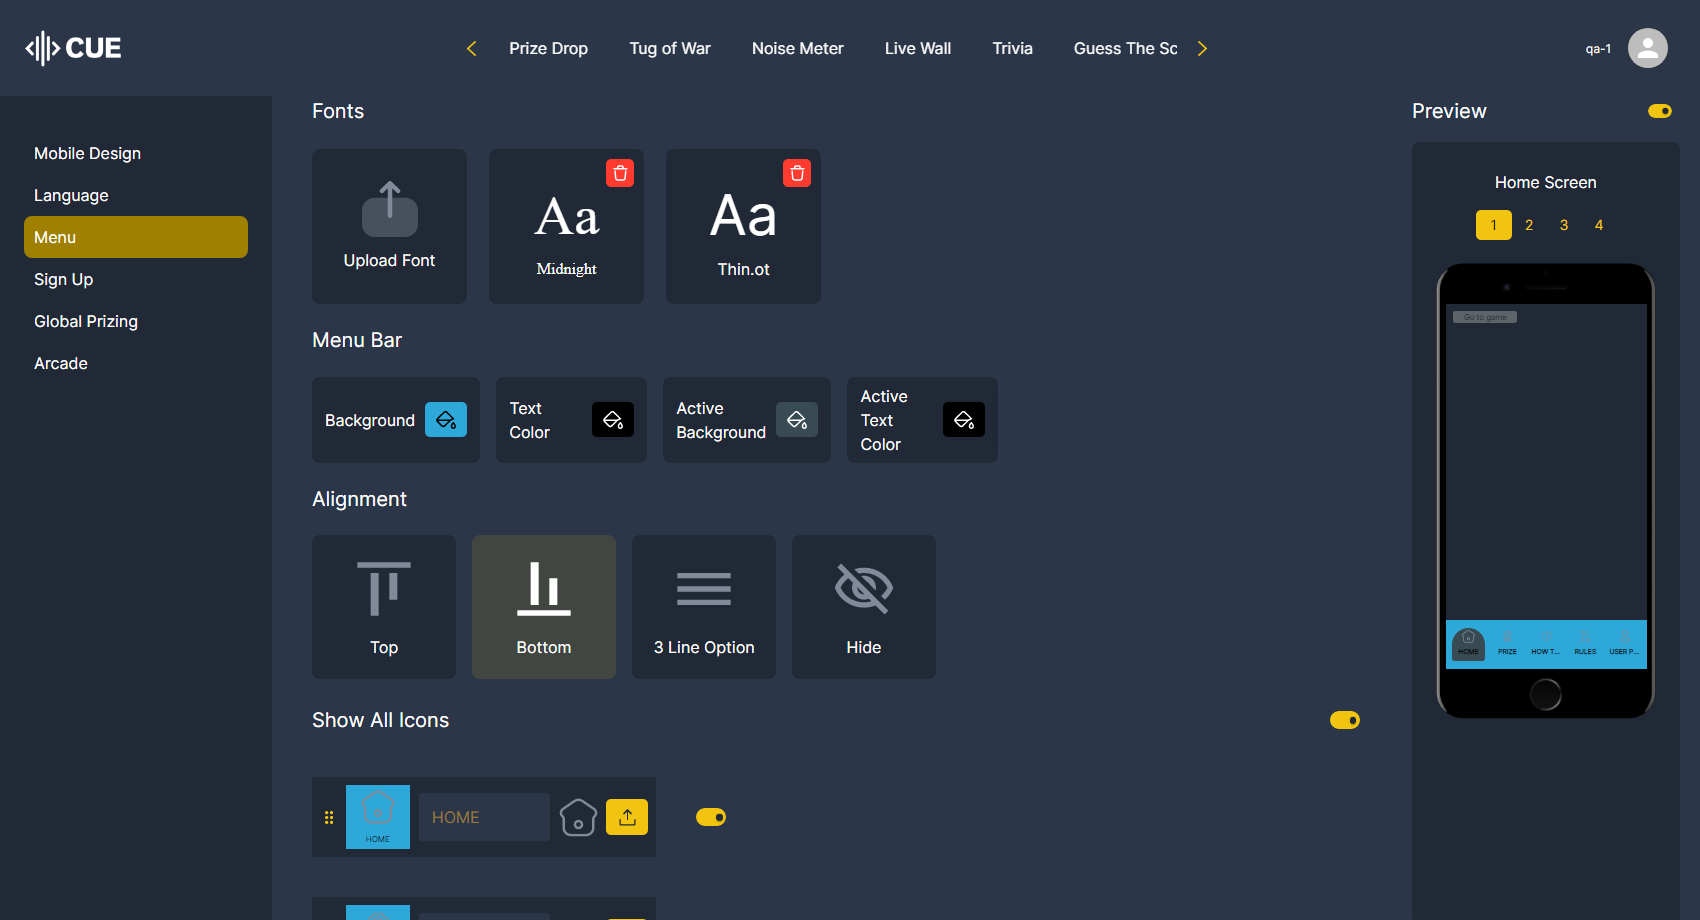 CUE
Prize Drop
Tug of War
Noise Meter
Live Wall
Trivia
Guess The Sc
qa-1
Mobile Design
Language
Menu
Sign Up
Global Prizing
Arcade
Fonts
Upload Font
Aa
Midnight
Aa
Thin.ot
Menu Bar
Background
Text
Color
Active
Background
Active
Text
Color
Alignment
Top
Bottom
3 Line Option
Hide
Show All Icons
HOME
HOME
Preview
Home Screen
1 2 3 4
Go to game
HOME
PRIZE
HOW T...
RULES
USER P...